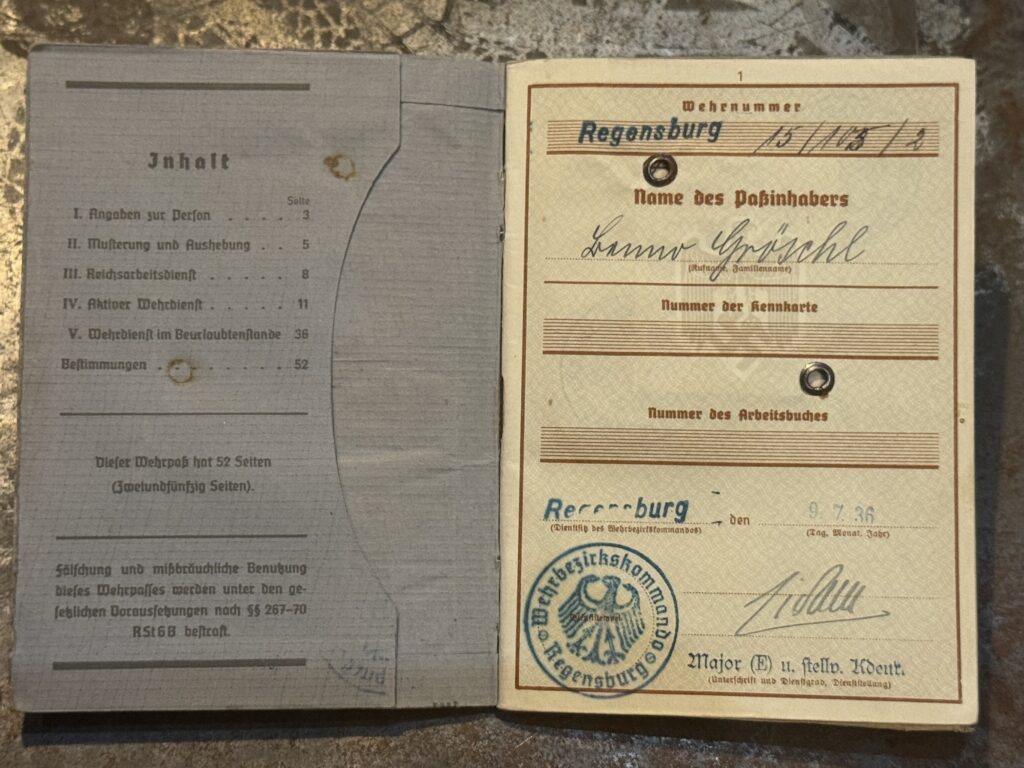 Inhalt
Seite
I. Angaben zur Person . . . . 3
II. Musterung und Aushebung . . 5
III. Reichsarbeitsdienst . . . . . . 8
IV. Aktiver Wehrdienst . . . . . . 11
V. Wehrdienst im Beurlaubtenstande 36
Bestimmungen . . . . . . . . . 52
Dieser Wehrpaß hat 52 Seiten
(Zweiundfünfzig Seiten).
Fälschung und mißbräuchliche Benutzung
dieses Wehrpasses werden unter den ge-
setzlichen Voraussetzungen nach §§ 267–70
RStGB bestraft.
1
Wehrnummer
Regensburg 15/103/2
Name des Paßinhabers
Benno Gröschl
(Rufname, Familienname)
Nummer der Kennkarte
Nummer des Arbeitsbuches
Regensburg den 9. 7. 36
(Dienstsitz des Wehrbezirkskommandos) (Tag, Monat, Jahr)
Wehrbezirkskommando
Regensburg
Major (E) u. stellv. Kdeur.
(Unterschrift und Dienstgrad, Dienststellung)